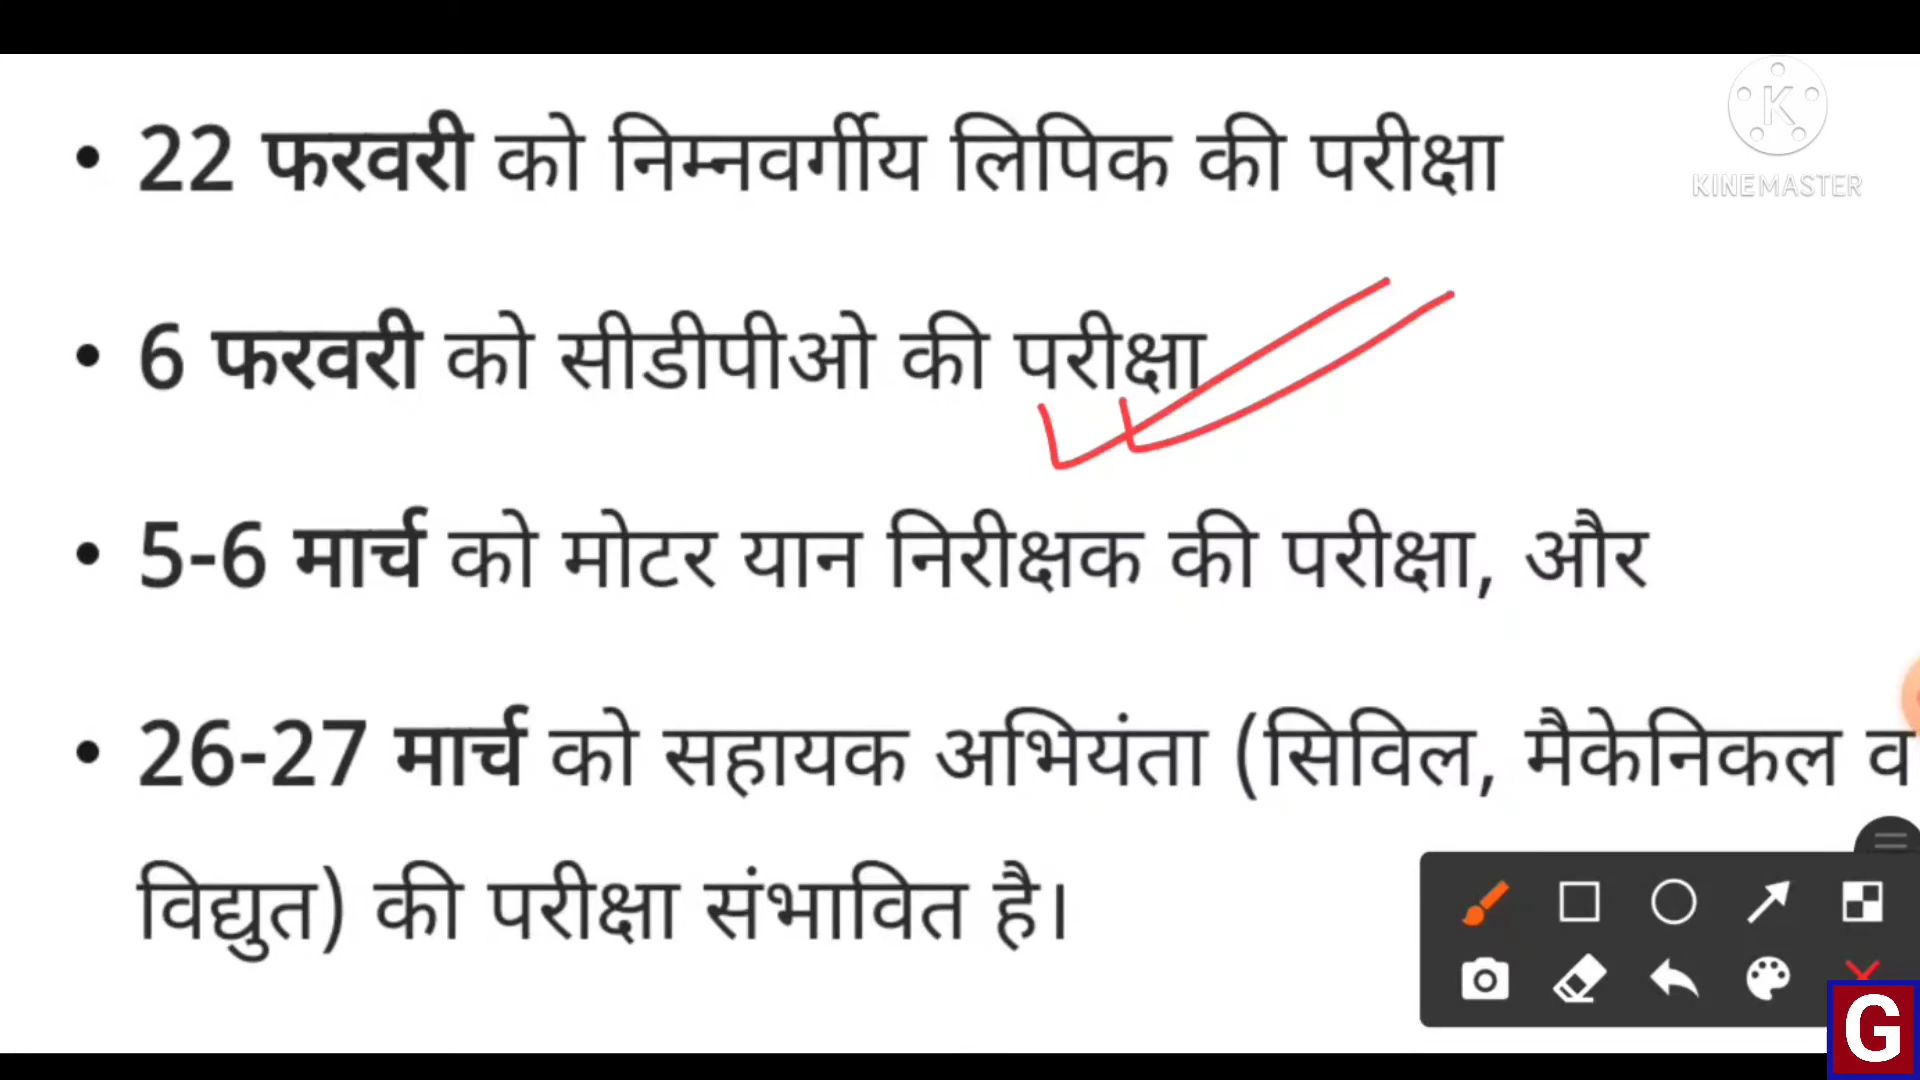 • 22 फरवरी को निम्नवर्गीय लिपिक की परीक्षा
KINEMASTER
• 6 फरवरी को सीडीपीओ की परीक्षा
• 5-6 मार्च को मोटर यान निरीक्षक की परीक्षा, और
• 26-27 मार्च को सहायक अभियंता (सिविल, मैकेनिकल व
विद्युत) की परीक्षा संभावित है।
G